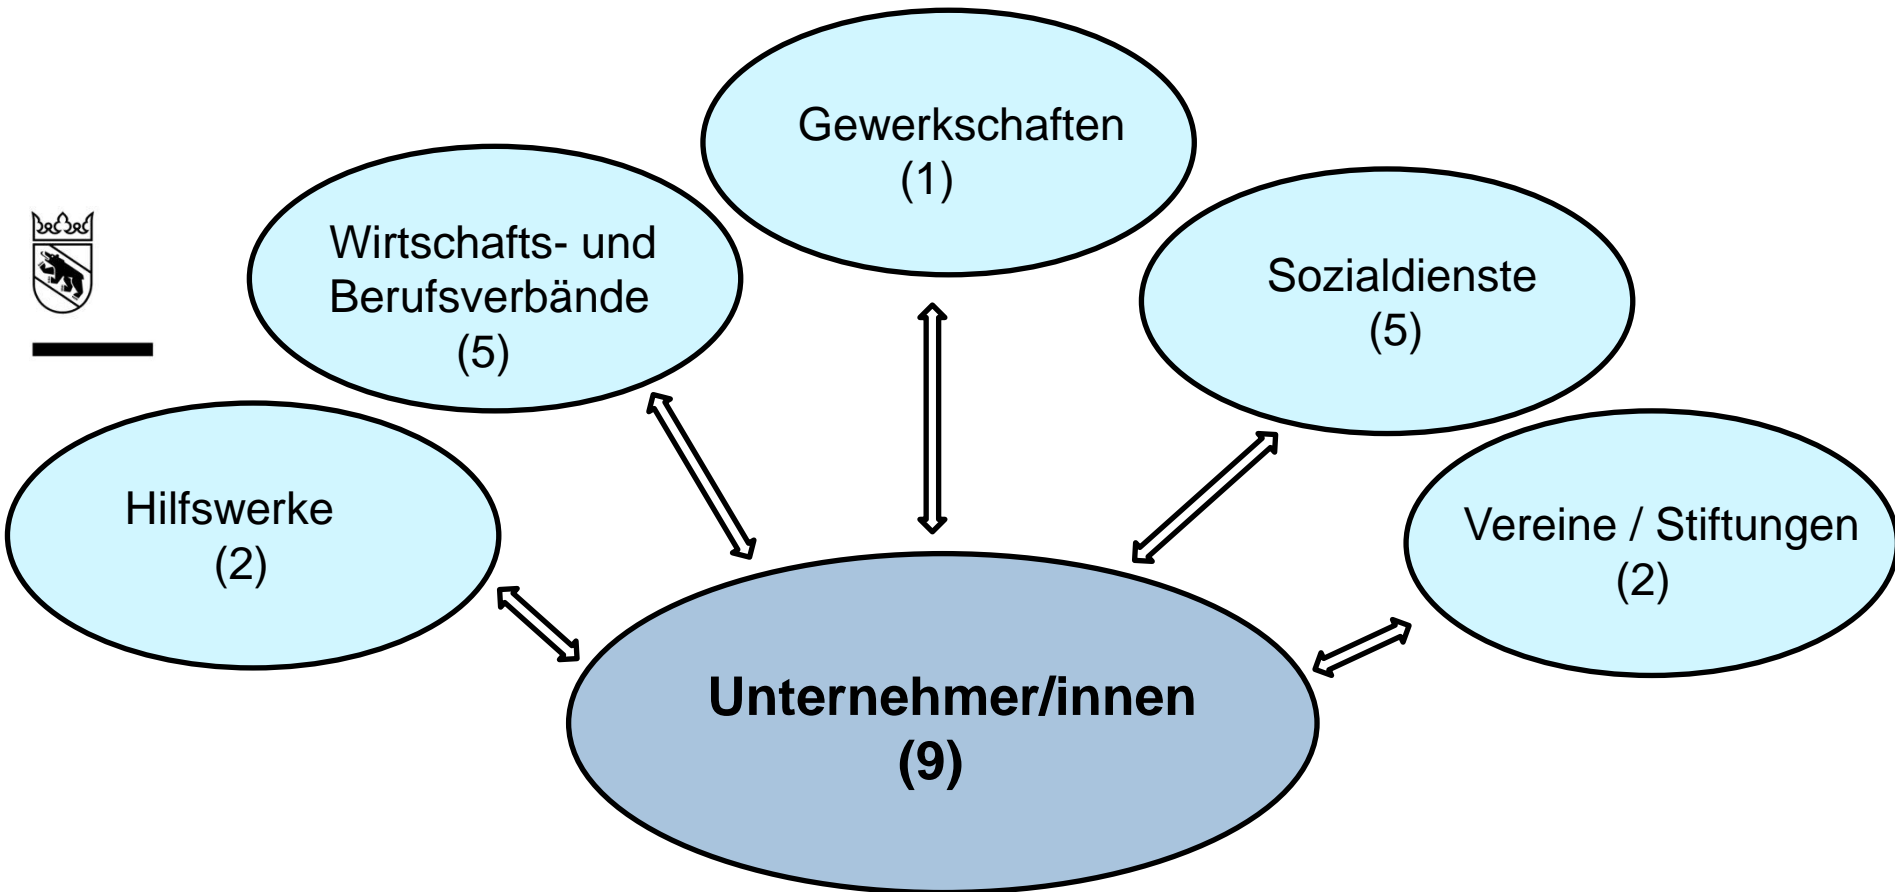 Gewerkschaften
(1)
Wirtschafts- und
Berufsverbände
(5)
Sozialdienste
(5)
Hilfswerke
(2)
Vereine / Stiftungen
(2)
Unternehmer/innen
(9)